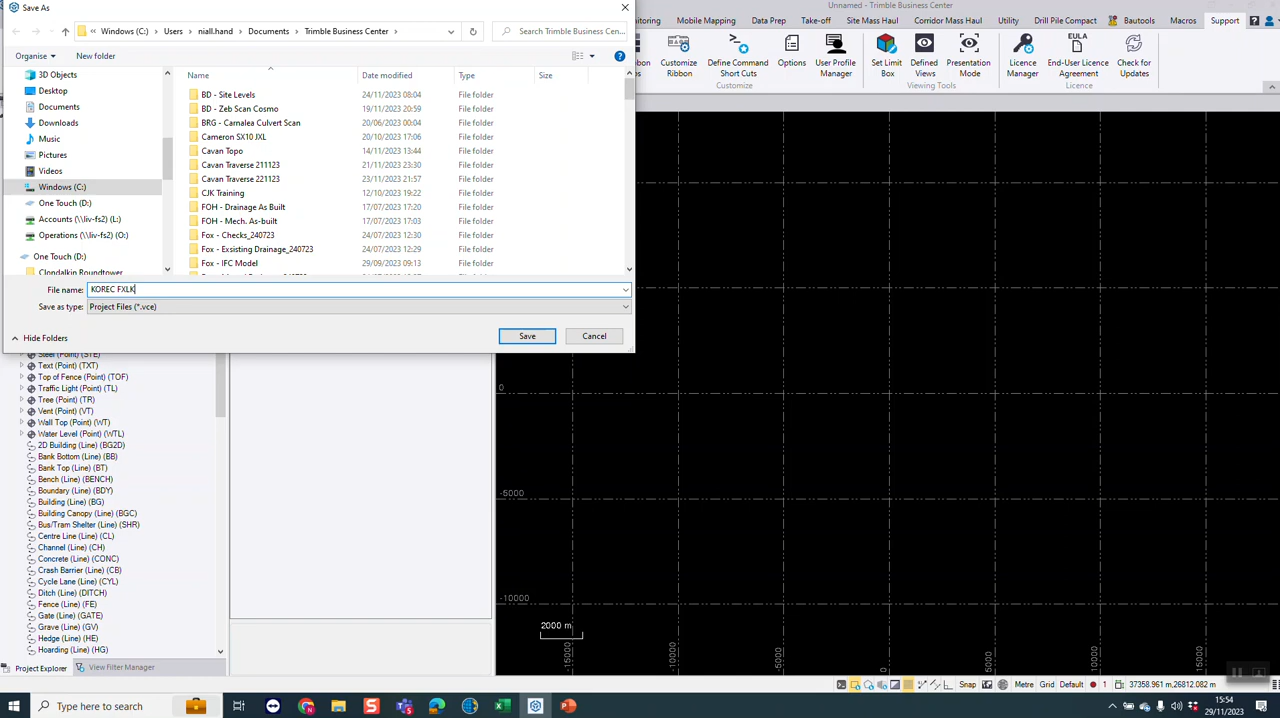 Save As
Unnamed - Trimble Business Center
Windows (C:) > Users > niall.hand > Documents > Trimble Business Center >
Search Trimble Business Cen...
Mobile Mapping Data Prep Take-off Site Mass Haul Corridor Mass Haul Utility Drill Pile Compact Bautools Macros Support
Organise
New folder
Customize Ribbon
Define Command Short Cuts
Options
User Profile Manager
Set Limit Box
Defined Views
Presentation Mode
Licence Manager
End-User Licence Agreement
Check for Updates
EULA
Customize
Viewing Tools
Licence
3D Objects
Desktop
Documents
Downloads
Music
Pictures
Videos
Windows (C:)
One Touch (D:)
Accounts (\\liv-fs2) (L:)
Operations (\\liv-fs2) (O:)
One Touch (D:)
Clondalkin Roundtower
Name Date modified Type Size
BD - Site Levels 24/11/2023 08:04 File folder
BD - Zeb Scan Cosmo 19/11/2023 20:59 File folder
BRG - Carnalea Culvert Scan 20/06/2023 00:04 File folder
Cameron SX10 JXL 20/10/2023 17:06 File folder
Cavan Topo 14/11/2023 13:44 File folder
Cavan Traverse 211123 21/11/2023 23:30 File folder
Cavan Traverse 221123 23/11/2023 21:57 File folder
CJK Training 12/10/2023 19:22 File folder
FOH - Drainage As Built 17/07/2023 17:20 File folder
FOH - Mech. As-built 17/07/2023 17:03 File folder
Fox - Checks_240723 24/07/2023 12:30 File folder
Fox - Exsisting Drainage_240723 24/07/2023 12:29 File folder
Fox - IFC Model 29/09/2023 09:13 File folder
File name: KOREC FXLK
Save as type: Project Files (*.vce)
Hide Folders
Save
Cancel
Steel (Point) (STE)
Text (Point) (TXT)
Top of Fence (Point) (TOF)
Traffic Light (Point) (TL)
Tree (Point) (TR)
Vent (Point) (VT)
Wall Top (Point) (WT)
Water Level (Point) (WTL)
2D Building (Line) (BG2D)
Bank Bottom (Line) (BB)
Bank Top (Line) (BT)
Bench (Line) (BENCH)
Boundary (Line) (BDY)
Building (Line) (BG)
Building Canopy (Line) (BGC)
Bus/Tram Shelter (Line) (SHR)
Centre Line (Line) (CL)
Channel (Line) (CH)
Concrete (Line) (CONC)
Crash Barrier (Line) (CB)
Cycle Lane (Line) (CYL)
Ditch (Line) (DITCH)
Fence (Line) (FE)
Gate (Line) (GATE)
Grave (Line) (GV)
Hedge (Line) (HE)
Hoarding (Line) (HG)
Project Explorer
View Filter Manager
0
-5000
-10000
2000 m
-15000
-10000
-5000
0
5000
10000
15000
Snap
Metre
Grid
Default
1
37358.961 m,26812.082 m
Type here to search
15:54
29/11/2023